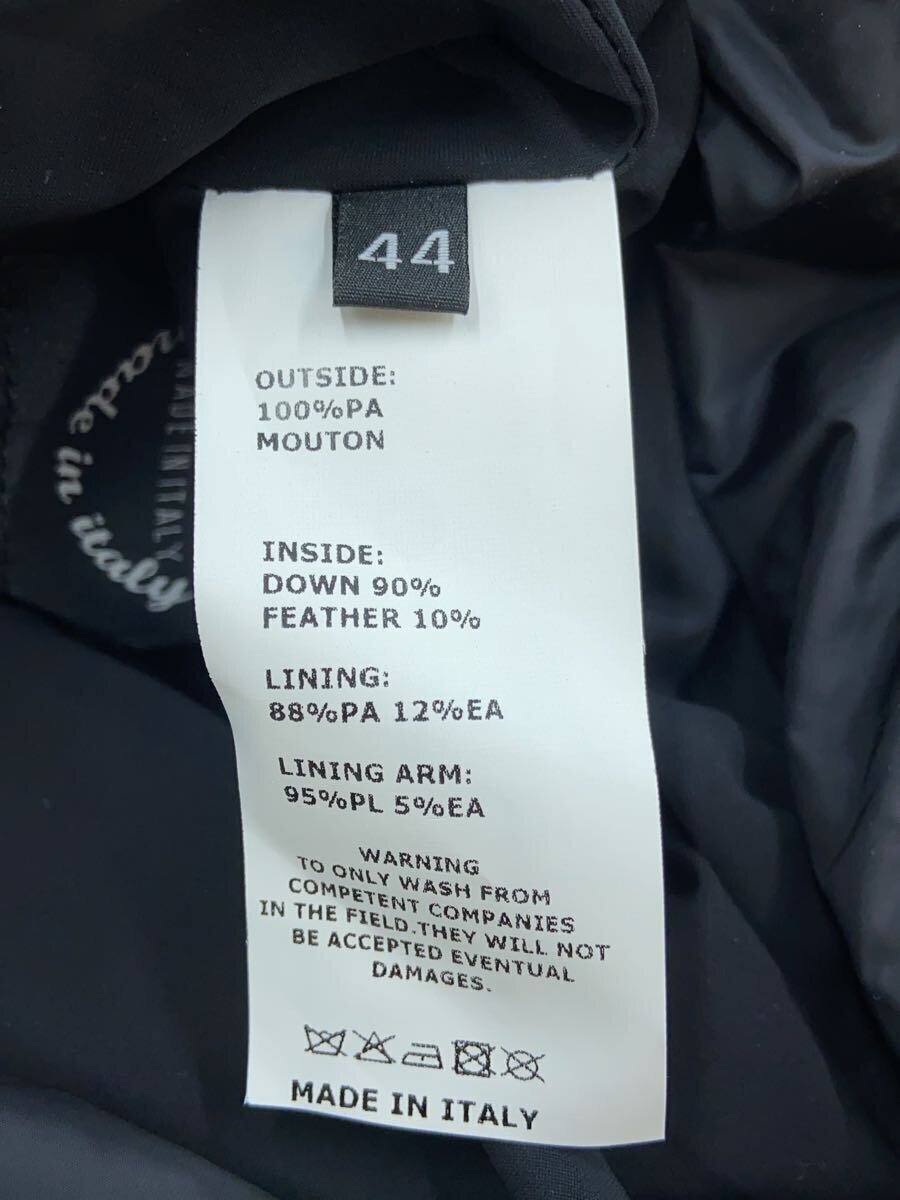 44
OUTSIDE:
100%PA
MOUTON
INSIDE:
DOWN 90%
FEATHER 10%
LINING:
88%PA 12%EA
LINING ARM:
95%PL 5%EA
WARNING
TO ONLY WASH FROM
COMPETENT COMPANIES
IN THE FIELD.THEY WILL NOT
BE ACCEPTED EVENTUAL
DAMAGES.
MADE IN ITALY
made in italy
MADE IN ITALY